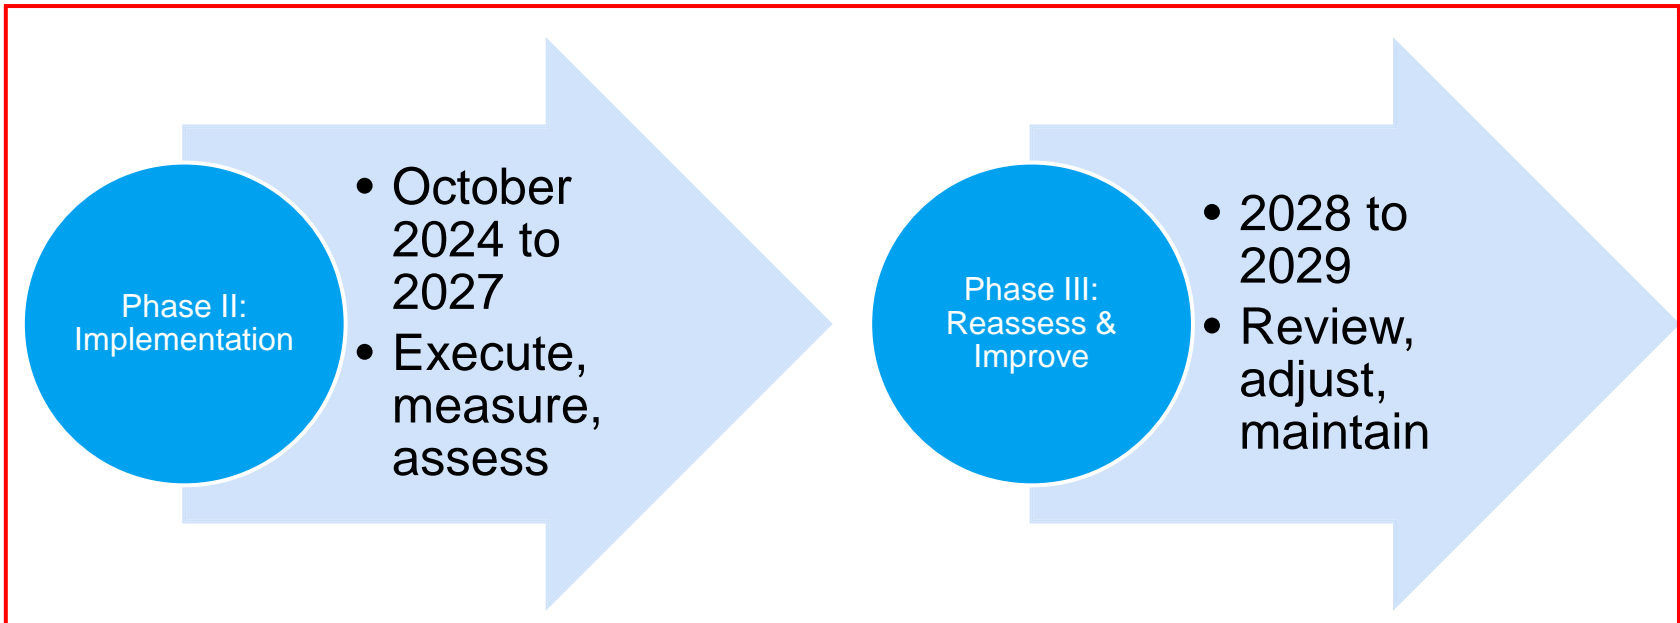 Phase II:
Implementation
• October
2024 to
2027
• Execute,
measure,
assess
Phase III:
Reassess &
Improve
• 2028 to
2029
• Review,
adjust,
maintain